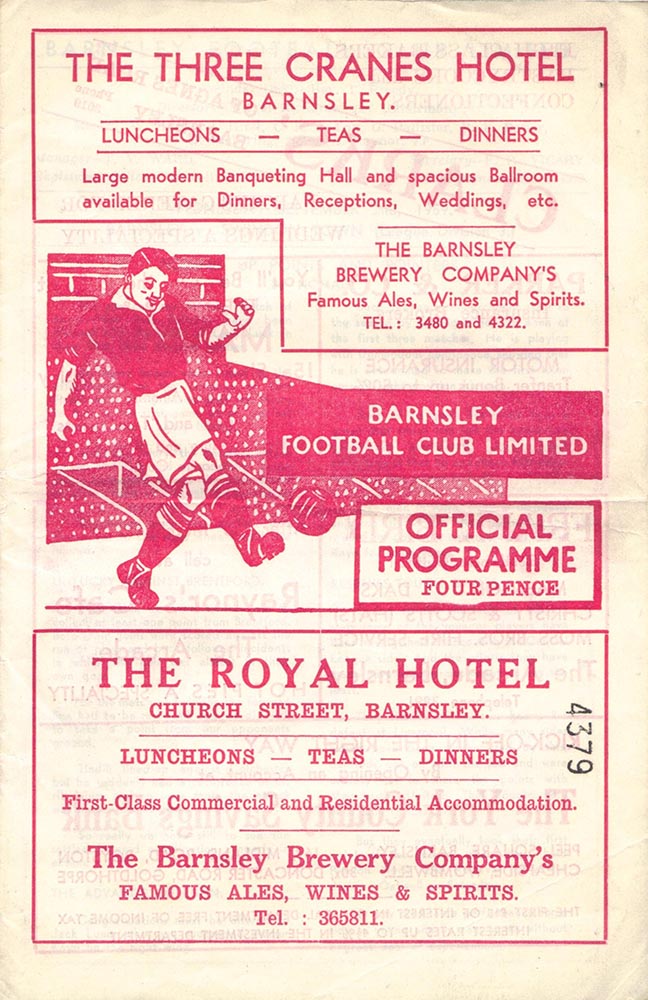 THE THREE CRANES HOTEL
BARNSLEY.
LUNCHEONS — TEAS — DINNERS
Large modern Banqueting Hall and spacious Ballroom
available for Dinners, Receptions, Weddings, etc.
THE BARNSLEY
BREWERY COMPANY'S
Famous Ales, Wines and Spirits.
TEL.: 3480 and 4322.
BARNSLEY
FOOTBALL CLUB LIMITED
OFFICIAL
PROGRAMME
FOUR PENCE
THE ROYAL HOTEL
CHURCH STREET, BARNSLEY.
LUNCHEONS — TEAS — DINNERS
First-Class Commercial and Residential Accommodation.
The Barnsley Brewery Company's
FAMOUS ALES, WINES & SPIRITS.
Tel. : 365811.
4379